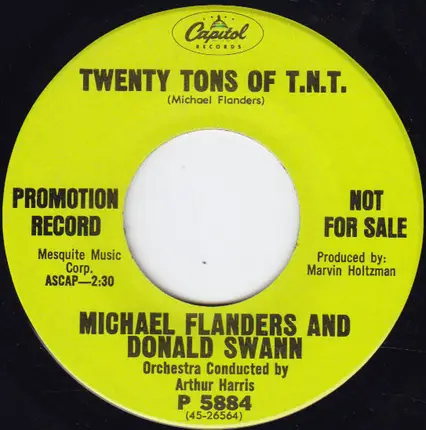 Capitol
RECORDS
TWENTY TONS OF T.N.T.
(Michael Flanders)
PROMOTION
RECORD
NOT
FOR SALE
Mesquite Music
Corp.
ASCAP—2:30
Produced by:
Marvin Holtzman
MICHAEL FLANDERS AND
DONALD SWANN
Orchestra Conducted by
Arthur Harris
P 5884
(45-26564)